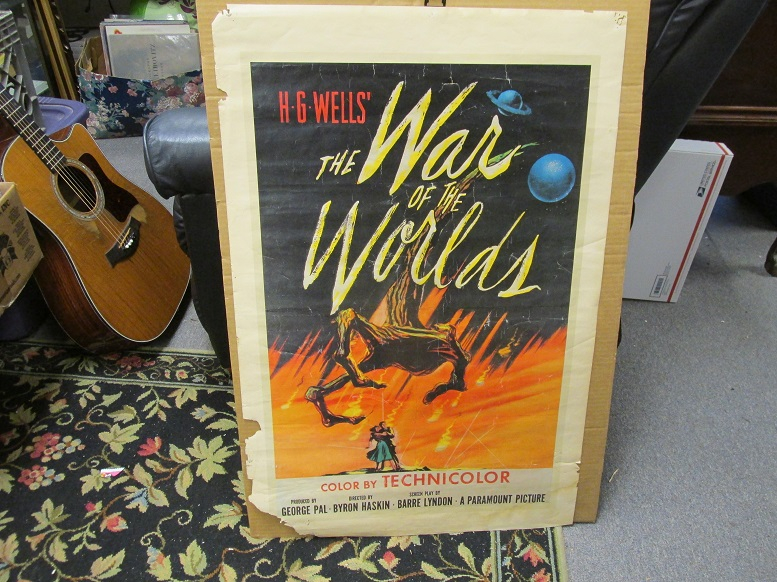 H·G·WELLS'
THE War
OF THE
Worlds
COLOR BY TECHNICOLOR
PRODUCED BY DIRECTED BY SCREEN PLAY BY
GEORGE PAL · BYRON HASKIN · BARRE LYNDON · A PARAMOUNT PICTURE